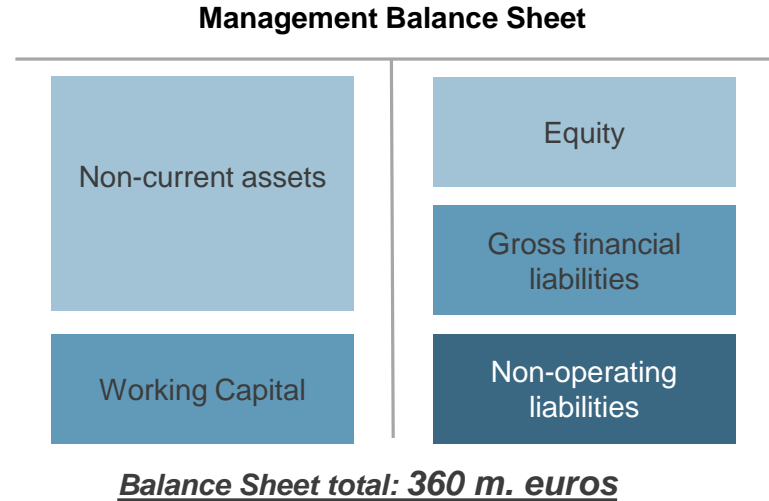 Management Balance Sheet
Non-current assets
Working Capital
Equity
Gross financial
liabilities
Non-operating
liabilities
Balance Sheet total: 360 m. euros